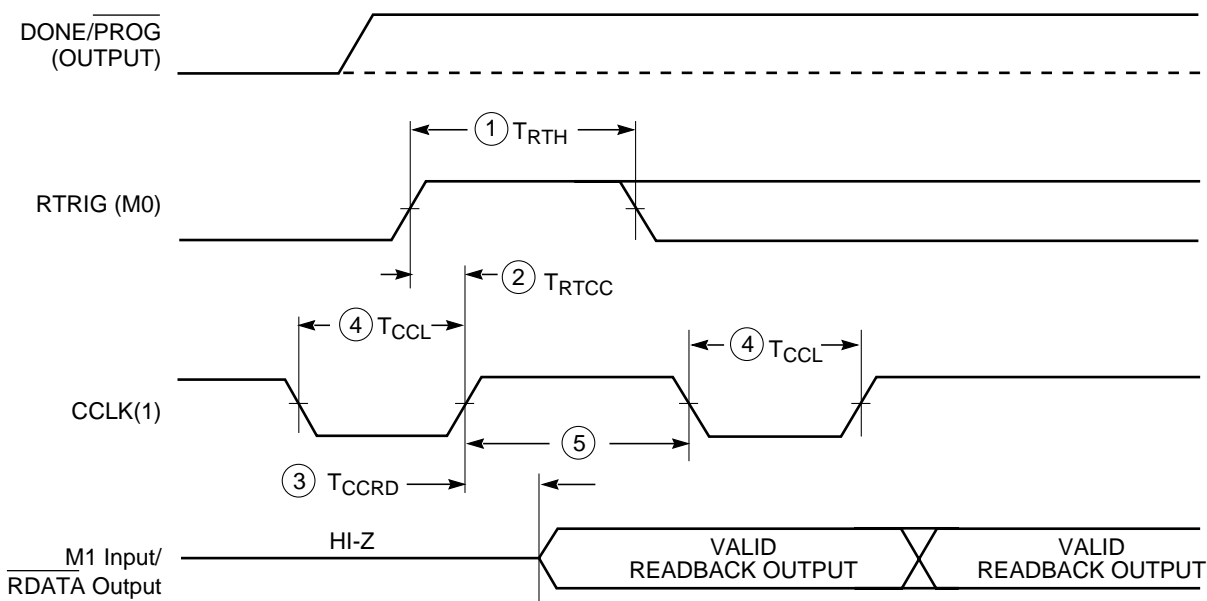 DONE/PROG
(OUTPUT)
① TRTH
RTRIG (M0)
② TRTCC
④ TCCL
④ TCCL
CCLK(1)
⑤
③ TCCRD
HI-Z
M1 Input/
RDATA Output
VALID
READBACK OUTPUT
VALID
READBACK OUTPUT